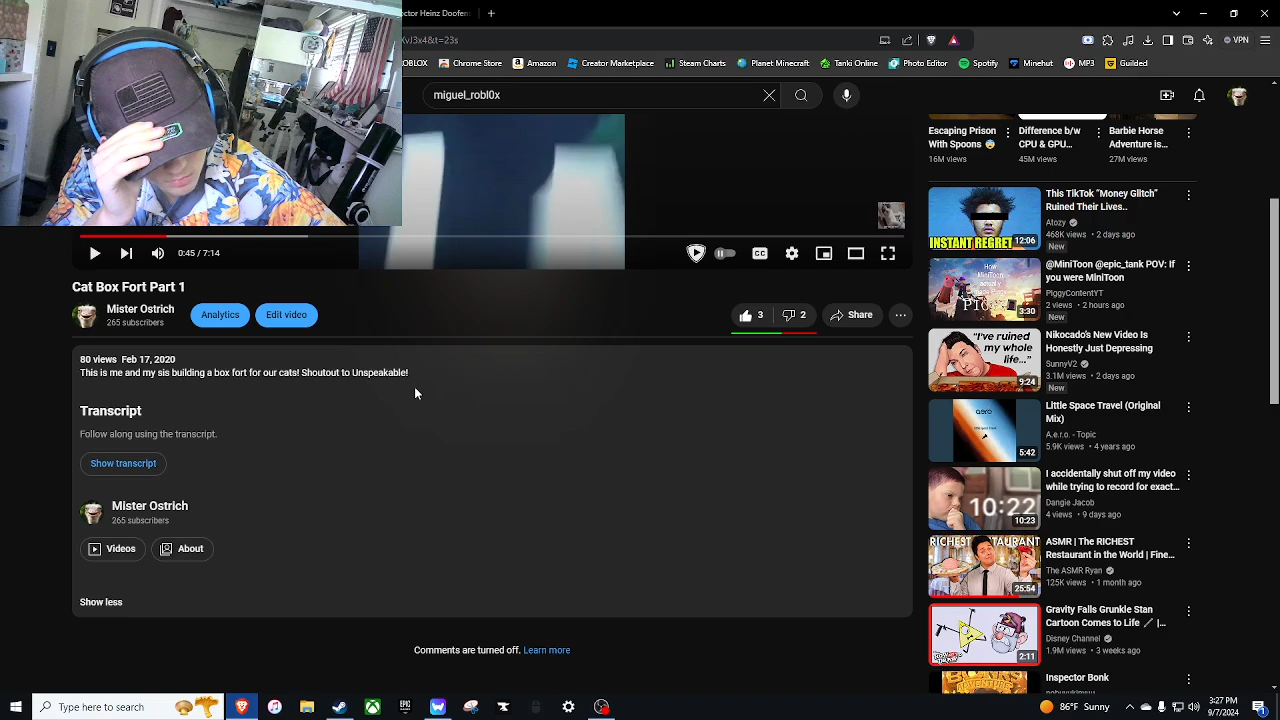 ector Heinz Doofens
XvJ3x4&t=23s
VPN
OBLOX
Chrome Store
Amazon
Creator Marketplace
Steam Charts
Planet Minecraft
Tanki Online
Photo Editor
Spotify
Minehut
MP3
Guilded
miguel_robl0x
0:45 / 7:14
CC
Cat Box Fort Part 1
Mister Ostrich
265 subscribers
Analytics
Edit video
3
2
Share
80 views Feb 17, 2020
This is me and my sis building a box fort for our cats! Shoutout to Unspeakable!
Transcript
Follow along using the transcript.
Show transcript
Mister Ostrich
265 subscribers
Videos
About
Show less
Comments are turned off. Learn more
Escaping Prison
With Spoons
16M views
Difference b/w
CPU & GPU...
45M views
Barbie Horse
Adventure is...
27M views
INSTANT REGRET
12:06
This TikTok "Money Glitch"
Ruined Their Lives..
Atozy
468K views • 2 days ago
New
How
MiniToon
actually
3:30
@MiniToon @epic_tank POV: If
you were MiniToon
PiggyContentYT
2 views • 2 hours ago
New
"I've ruined
my whole
life..."
9:24
Nikocado's New Video Is
Honestly Just Depressing
SunnyV2
3.1M views • 2 days ago
New
5:42
Little Space Travel (Original
Mix)
A.e.r.o. - Topic
5.9K views • 4 years ago
10:22
10:23
I accidentally shut off my video
while trying to record for exact...
Dangie Jacob
4 views • 9 days ago
RICHEST RESTAURANT
25:54
ASMR | The RICHEST
Restaurant in the World | Fine...
The ASMR Ryan
125K views • 1 month ago
2:11
Gravity Falls Grunkle Stan
Cartoon Comes to Life | ...
Disney Channel
1.9M views • 3 weeks ago
Inspector Bonk
Type here to search
EPIC
86°F Sunny
3:27 PM
9/7/2024